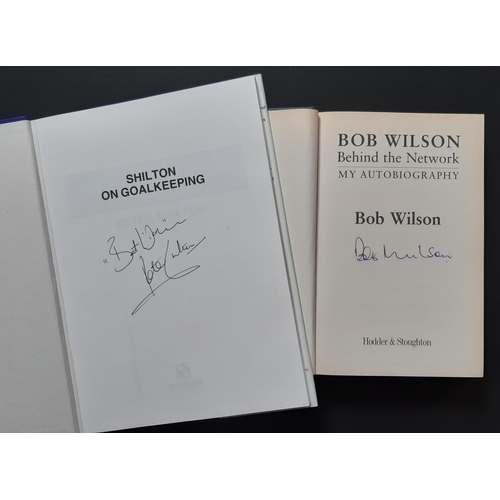 SHILTON
ON GOALKEEPING
"Best Wishes"
BOB WILSON
Behind the Network
MY AUTOBIOGRAPHY
Bob Wilson
Bob Wilson
Hodder & Stoughton